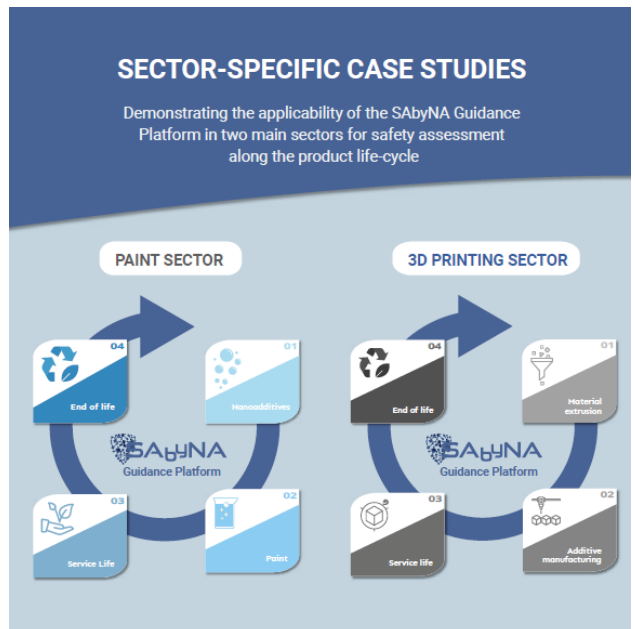 SECTOR-SPECIFIC CASE STUDIES
Demonstrating the applicability of the SAbyNA Guidance
Platform in two main sectors for safety assessment
along the product life-cycle
PAINT SECTOR
04
End of life
01
Nanoadditives
SAbyNA
Guidance Platform
03
Service Life
02
Paint
3D PRINTING SECTOR
04
End of life
01
Material
extrusion
SAbyNA
Guidance Platform
03
Service life
02
Additive
manufacturing